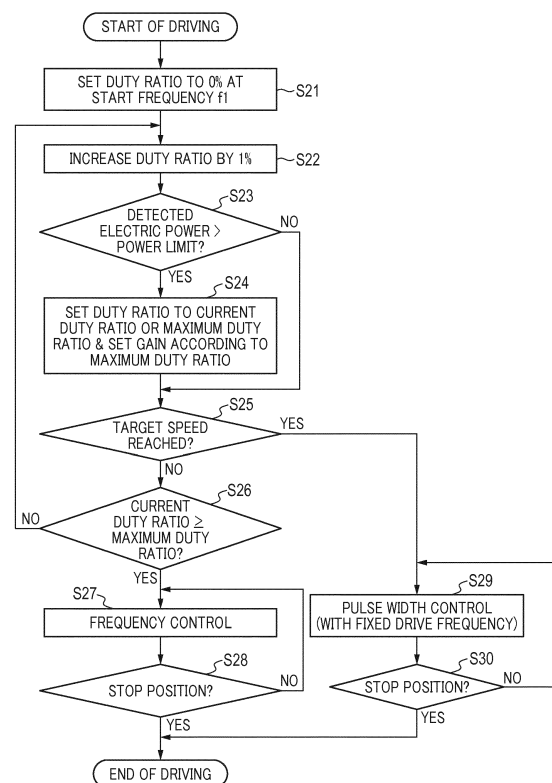 START OF DRIVING
SET DUTY RATIO TO 0% AT
START FREQUENCY f1
S21
INCREASE DUTY RATIO BY 1%
S22
S23
DETECTED
ELECTRIC POWER >
POWER LIMIT?
NO
YES
S24
SET DUTY RATIO TO CURRENT
DUTY RATIO OR MAXIMUM DUTY
RATIO & SET GAIN ACCORDING TO
MAXIMUM DUTY RATIO
S25
TARGET SPEED
REACHED?
YES
NO
S26
CURRENT
DUTY RATIO ≥
MAXIMUM DUTY
RATIO?
NO
YES
S27
FREQUENCY CONTROL
S28
STOP POSITION?
NO
YES
S29
PULSE WIDTH CONTROL
(WITH FIXED DRIVE FREQUENCY)
S30
STOP POSITION?
NO
YES
END OF DRIVING